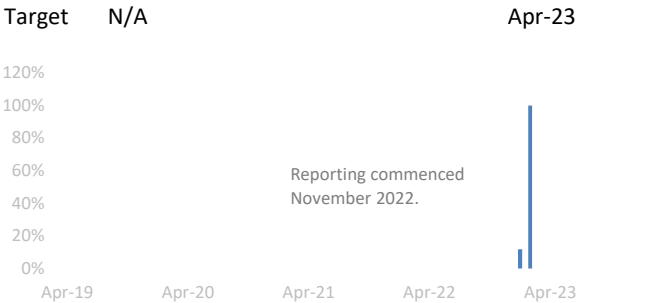 Target N/A Apr-23
120%
100%
80%
60%
Reporting commenced
November 2022.
40%
20%
0%
Apr-19 Apr-20 Apr-21 Apr-22 Apr-23